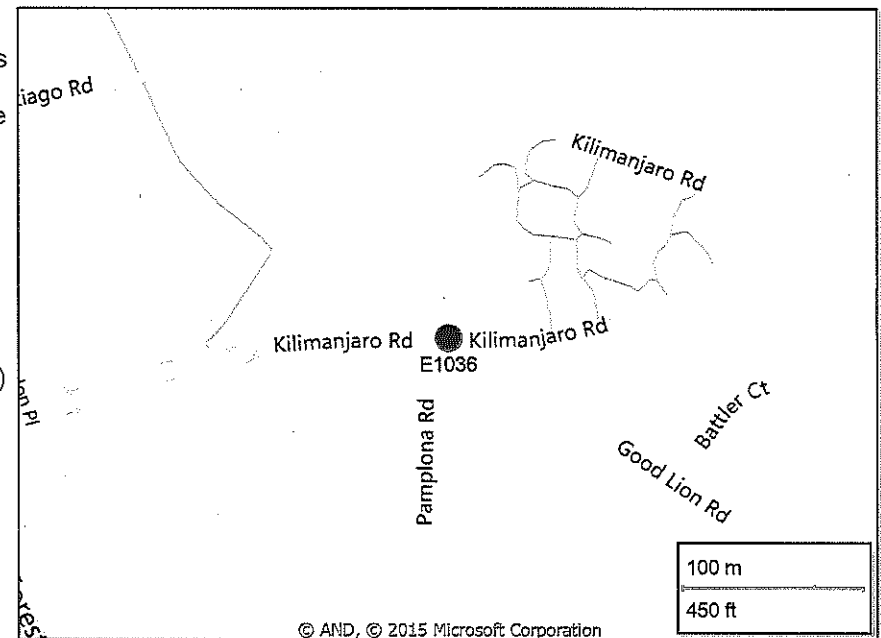 s
iago Rd
e
Kilimanjaro Rd
Kilimanjaro Rd
Kilimanjaro Rd
E1036
)
Pamplona Rd
Battler Ct
Good Lion Rd
100 m
450 ft
© AND, © 2015 Microsoft Corporation